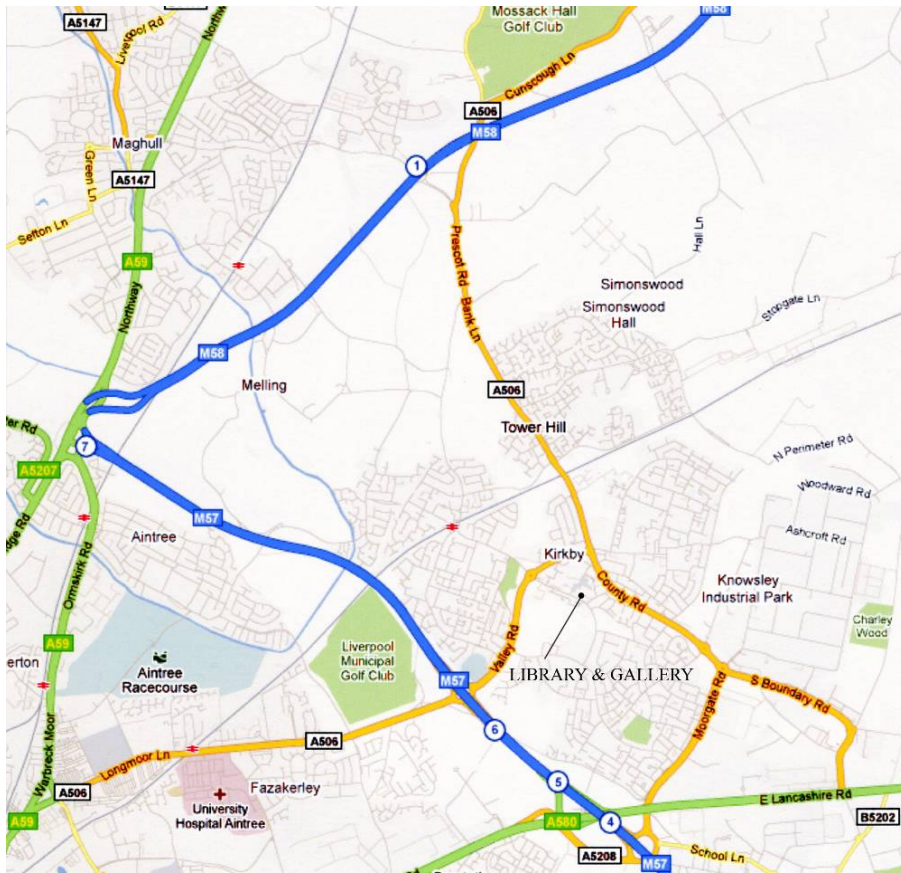 A5147
Liverpool Rd
Mossack Hall
Golf Club
M58
Cunscough Ln
A506
M58
Maghull
1
Green Ln
A5147
Sefton Ln
Hall Ln
Prescot Rd
A59
Northway
Simonswood
Simonswood
Hall
Stopgate Ln
Bank Ln
M58
Melling
A506
Tower Hill
7
N Perimeter Rd
A5207
Woodward Rd
M57
Aintree
Ashcroft Rd
Ormskirk Rd
Kirkby
County Rd
Knowsley
Industrial Park
Charley
Wood
Valley Rd
A59
Liverpool
Municipal
Golf Club
Aintree
Racecourse
M57
LIBRARY & GALLERY
Moorgate Rd
S Boundary Rd
6
A506
Longmoor Ln
Warbreck Moor
5
A506
Fazakerley
E Lancashire Rd
University
Hospital Aintree
A59
A580
4
B5202
A5208
School Ln
M57